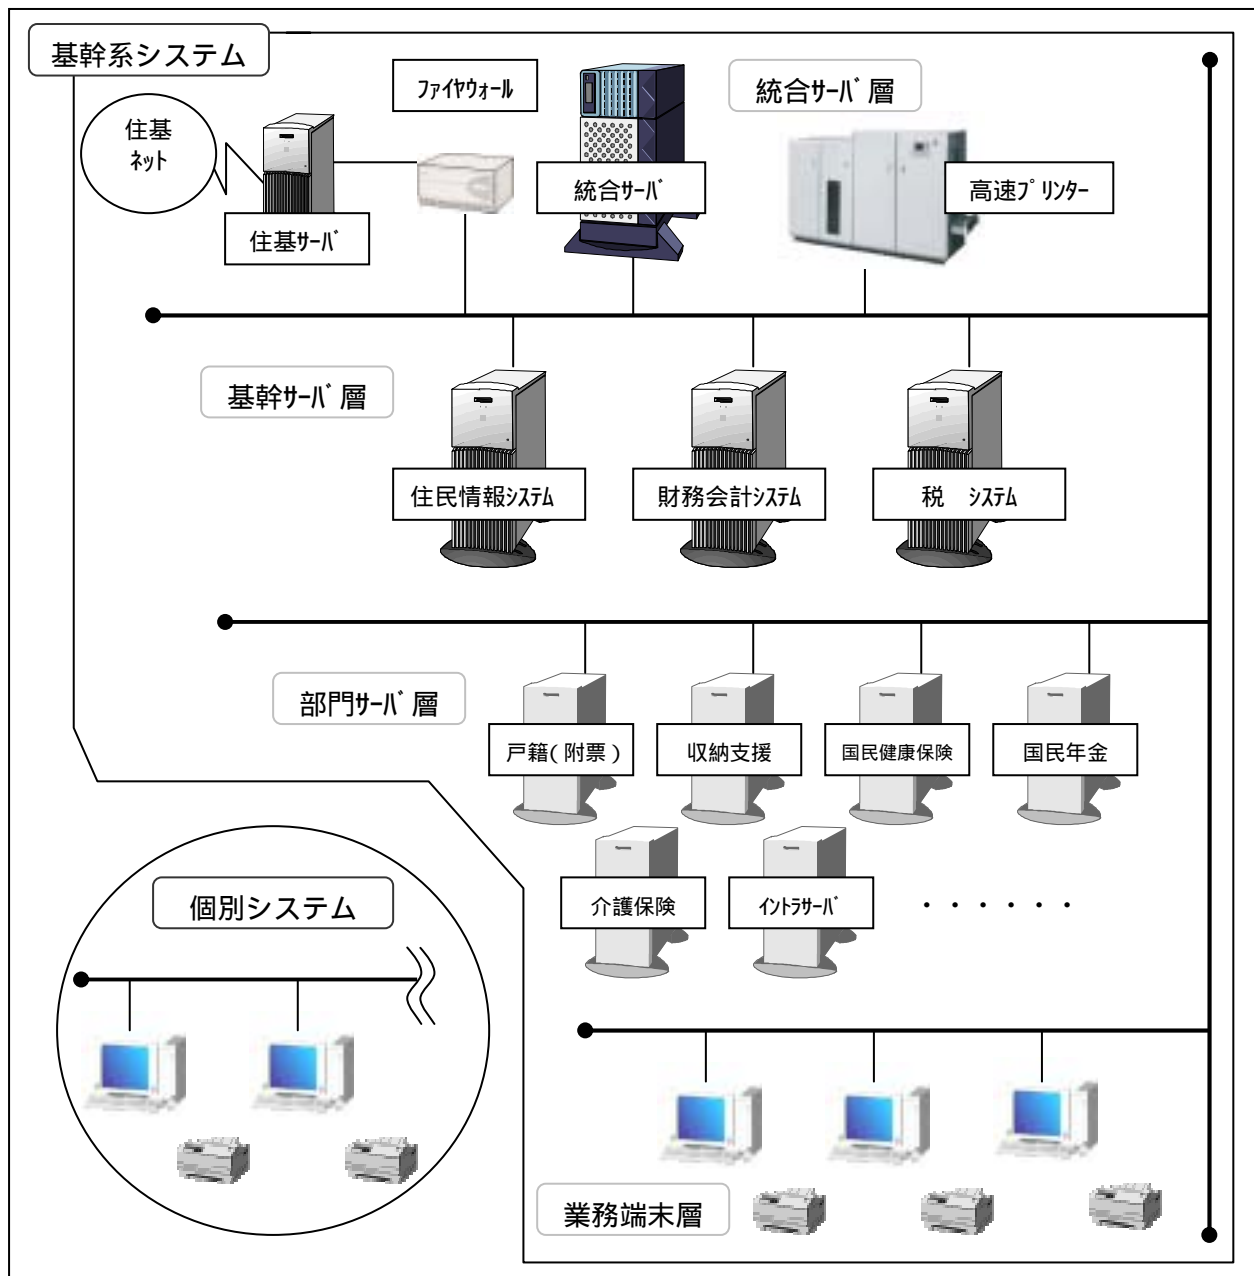 基幹系システム
ファイヤウォール
統合ｻｰﾊﾞ層
住基
ﾈｯﾄ
統合ｻｰﾊﾞ
高速ﾌﾟﾘﾝﾀｰ
住基ｻｰﾊﾞ
基幹ｻｰﾊﾞ層
住民情報ｼｽﾃﾑ
財務会計ｼｽﾃﾑ
税　ｼｽﾃﾑ
部門ｻｰﾊﾞ層
戸籍(附票)
収納支援
国民健康保険
国民年金
個別システム
介護保険
ｲﾝﾄﾗｻｰﾊﾞ
・・・・・・
業務端末層